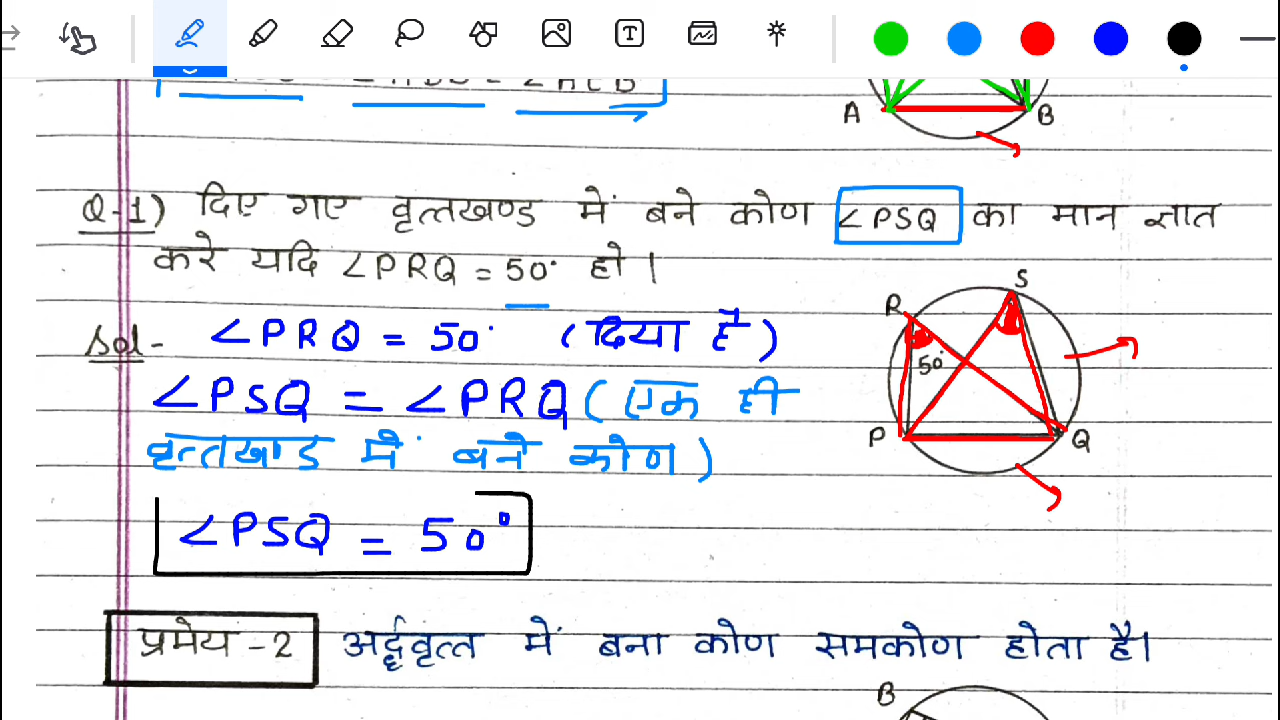 A B
Q-1) दिए गए वृत्तखण्ड में बने कोण ∠PSQ का मान ज्ञात
करे यदि ∠PRQ = 50° हो।
S
R
Sol- ∠PRQ = 50° (दिया है)
50°
∠PSQ = ∠PRQ (एक ही
P Q
वृत्तखण्ड में बने कोण)
∠PSQ = 50°
प्रमेय -2 अर्द्धवृत्त में बना कोण समकोण होता है।
B